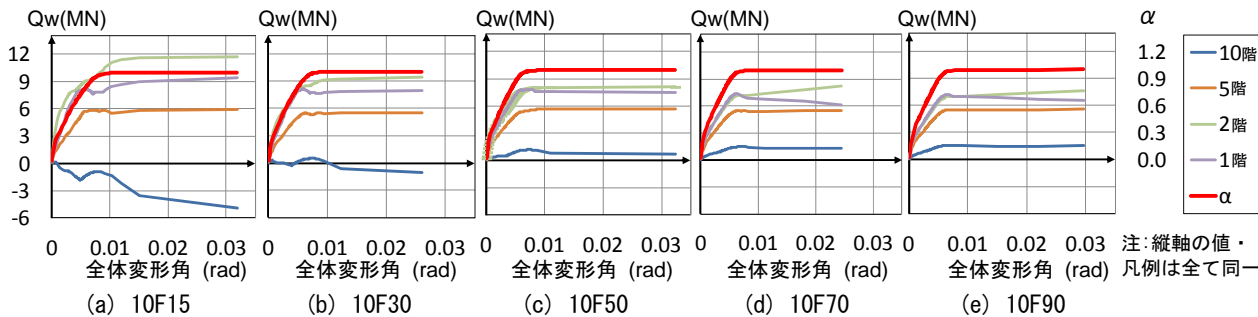 Qw(MN) Qw(MN) Qw(MN) Qw(MN) Qw(MN) α
12
9
6
3
0
-3
-6
1.2
0.9
0.6
0.3
0.0
10階
5階
2階
1階
α
0 0.01 0.02 0.03 0 0.01 0.02 0.03 0 0.01 0.02 0.03 0 0.01 0.02 0.03 0 0.01 0.02 0.03
注：縦軸の値・
凡例は全て同一
全体変形角 (rad) 全体変形角 (rad) 全体変形角 (rad) 全体変形角 (rad) 全体変形角 (rad)
(a) 10F15 (b) 10F30 (c) 10F50 (d) 10F70 (e) 10F90